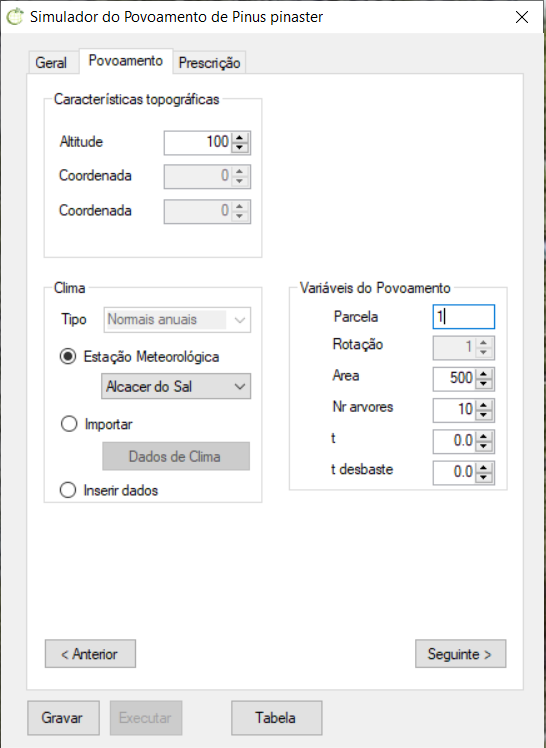 Simulador do Povoamento de Pinus pinaster
Geral Povoamento Prescrição
Características topográficas
Altitude 100
Coordenada 0
Coordenada 0
Clima
Tipo Normais anuais
Estação Meteorológica
Alcacer do Sal
Importar
Dados de Clima
Inserir dados
Variáveis do Povoamento
Parcela 1
Rotação 1
Area 500
Nr arvores 10
t 0.0
t desbaste 0.0
< Anterior Seguinte >
Gravar Executar Tabela